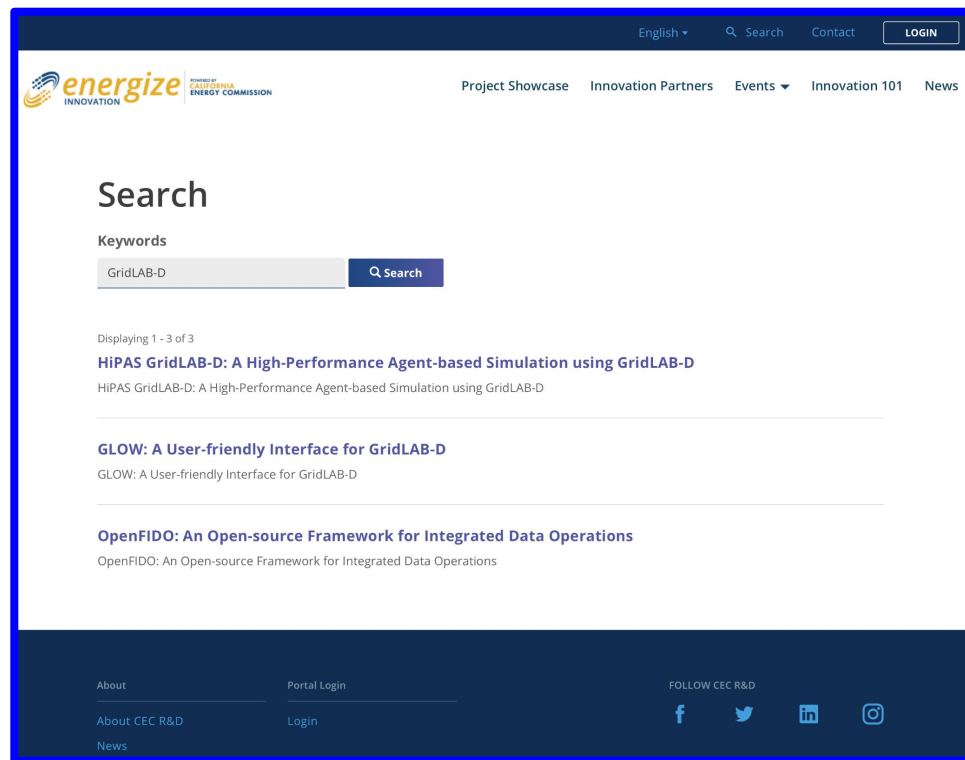 English
Search
Contact
LOGIN
energize
INNOVATION
POWERED BY
CALIFORNIA
ENERGY COMMISSION
Project Showcase
Innovation Partners
Events
Innovation 101
News
Search
Keywords
GridLAB-D
Search
Displaying 1 - 3 of 3
HiPAS GridLAB-D: A High-Performance Agent-based Simulation using GridLAB-D
HiPAS GridLAB-D: A High-Performance Agent-based Simulation using GridLAB-D
GLOW: A User-friendly Interface for GridLAB-D
GLOW: A User-friendly Interface for GridLAB-D
OpenFIDO: An Open-source Framework for Integrated Data Operations
OpenFIDO: An Open-source Framework for Integrated Data Operations
About
Portal Login
FOLLOW CEC R&D
About CEC R&D
Login
News